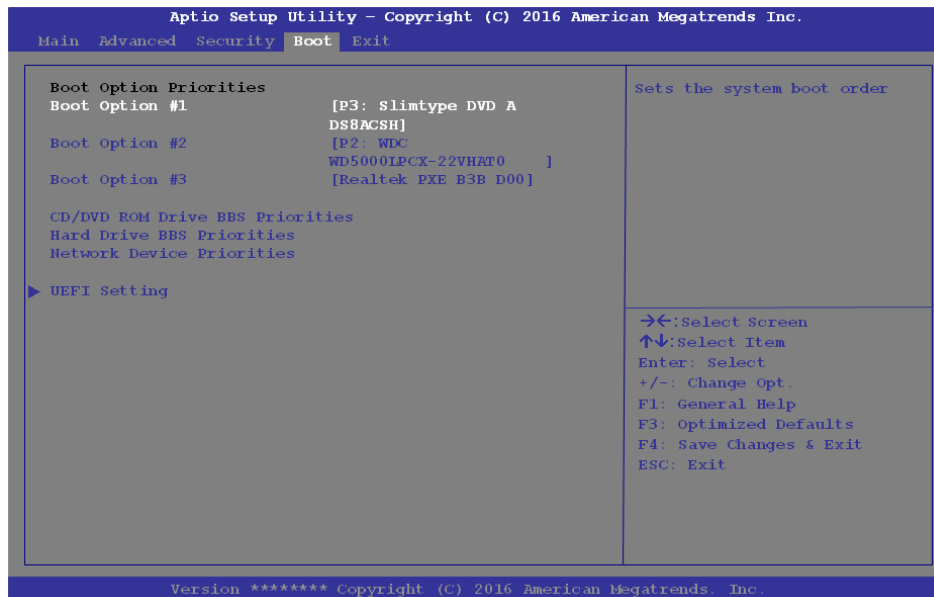 Aptio Setup Utility – Copyright (C) 2016 American Megatrends Inc.
Main Advanced Security Boot Exit
Boot Option Priorities
Boot Option #1 [P3: Slimtype DVD A
DS8ACSH]
Boot Option #2 [P2: WDC
WD5000LPCX-22VHAT0 ]
Boot Option #3 [Realtek PXE B3B D00]
CD/DVD ROM Drive BBS Priorities
Hard Drive BBS Priorities
Network Device Priorities
▶ UEFI Setting
Sets the system boot order
→←:Select Screen
↑↓:Select Item
Enter: Select
+/-: Change Opt.
F1: General Help
F3: Optimized Defaults
F4: Save Changes & Exit
ESC: Exit
Version ******** Copyright (C) 2016 American Megatrends. Inc.